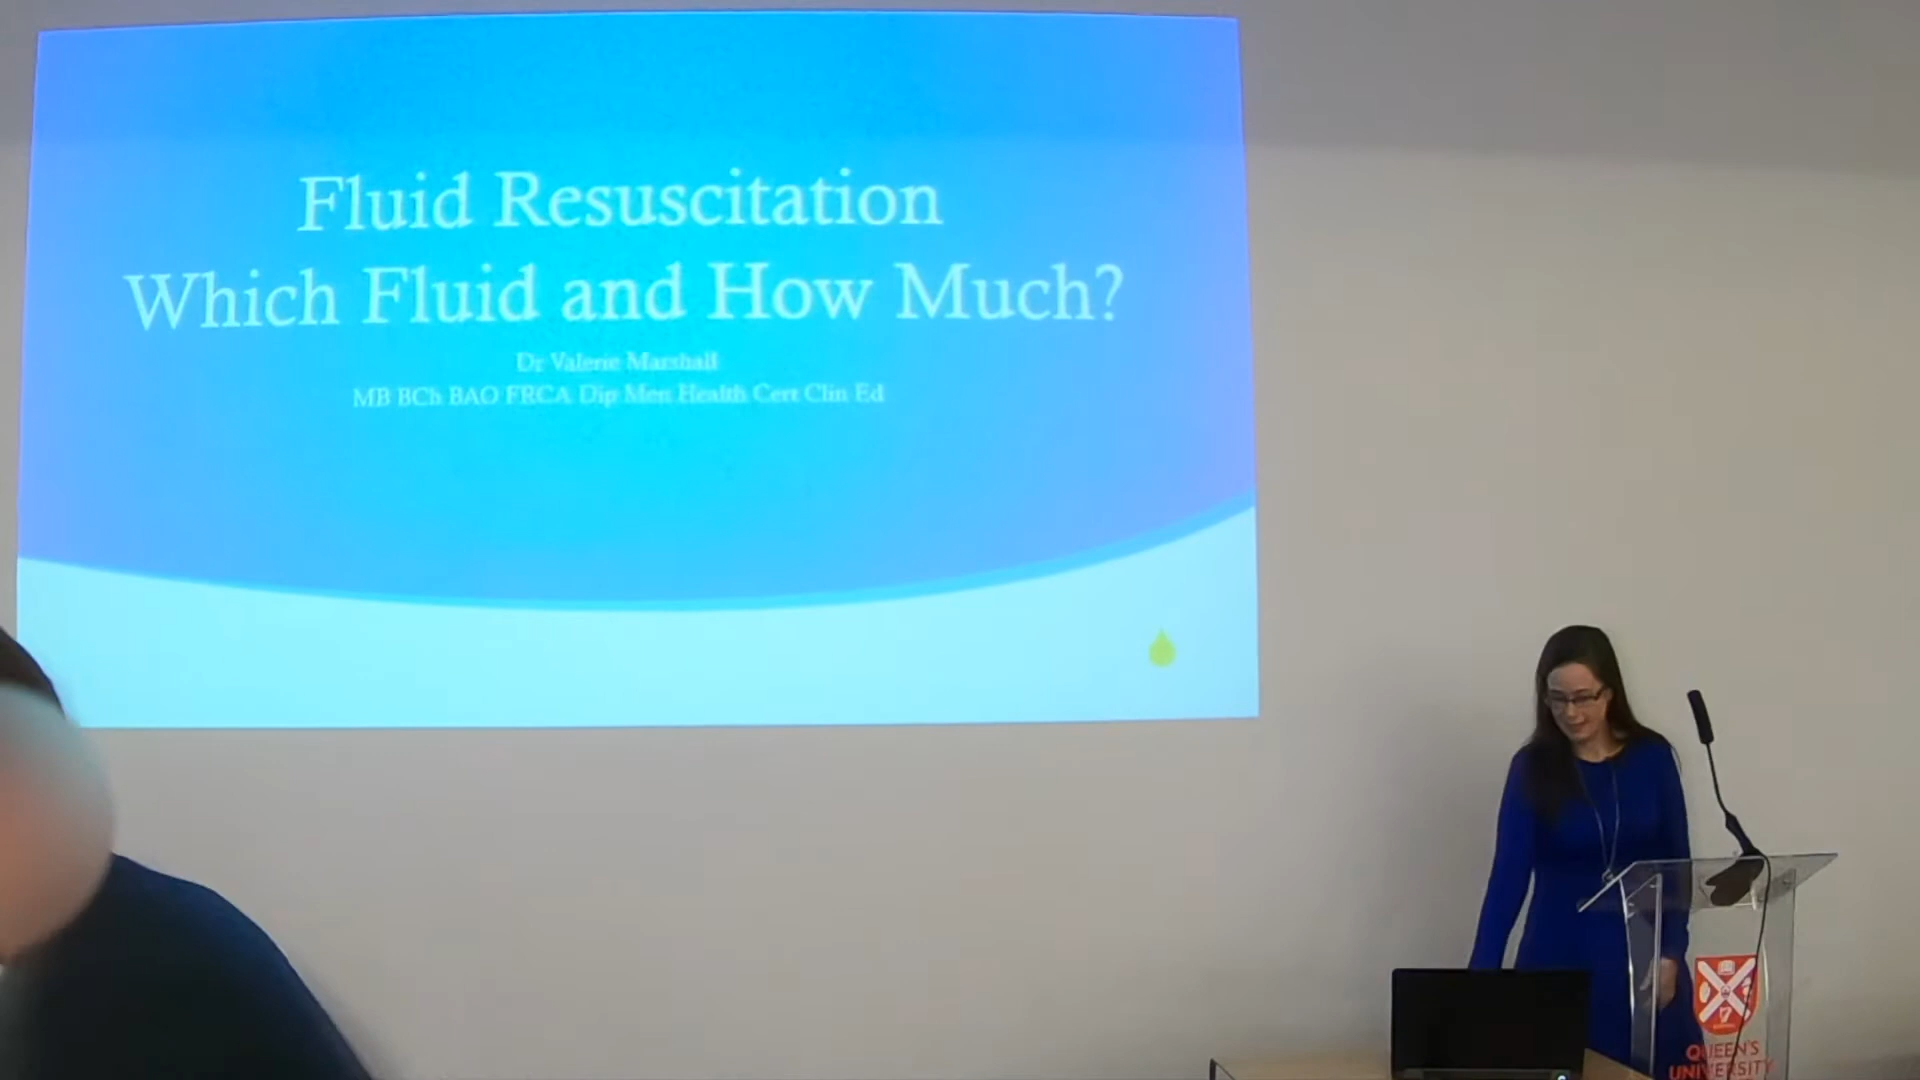 Fluid Resuscitation
Which Fluid and How Much?
Dr Valerie Marshall
MB BCh BAO FRCA Dip Men Health Cert Clin Ed
QUEEN'S
UNIVERSITY